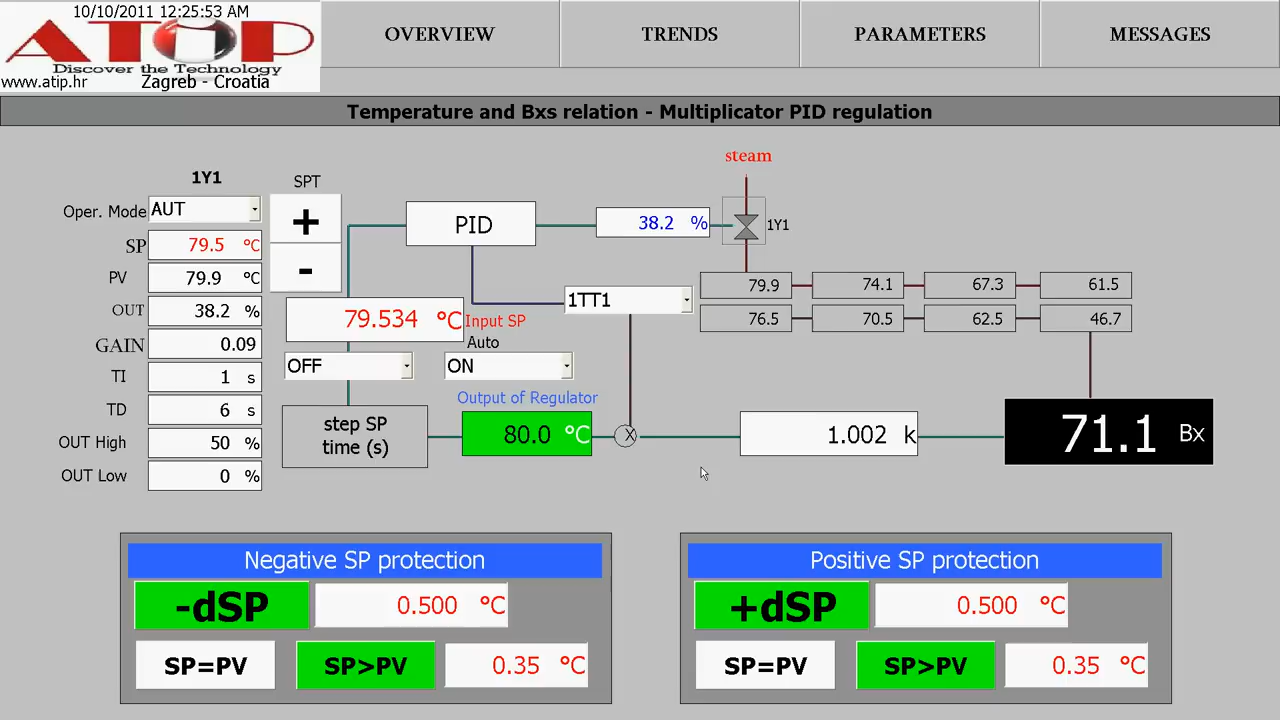 10/10/2011 12:25:53 AM
ATOP
Discover the Technology
www.atip.hr Zagreb - Croatia
OVERVIEW
TRENDS
PARAMETERS
MESSAGES
Temperature and Bxs relation - Multiplicator PID regulation
1Y1
Oper. Mode AUT
SP 79.5 °C
PV 79.9 °C
OUT 38.2 %
GAIN 0.09
TI 1 s
TD 6 s
OUT High 50 %
OUT Low 0 %
SPT
+
-
PID
38.2 %
steam
1Y1
79.534 °C
Input SP
Auto
OFF
ON
1TT1
79.9 74.1 67.3 61.5
76.5 70.5 62.5 46.7
Output of Regulator
step SP
time (s)
80.0 °C
X
1.002 k
71.1 Bx
Negative SP protection
-dSP 0.500 °C
SP=PV SP>PV 0.35 °C
Positive SP protection
+dSP 0.500 °C
SP=PV SP>PV 0.35 °C